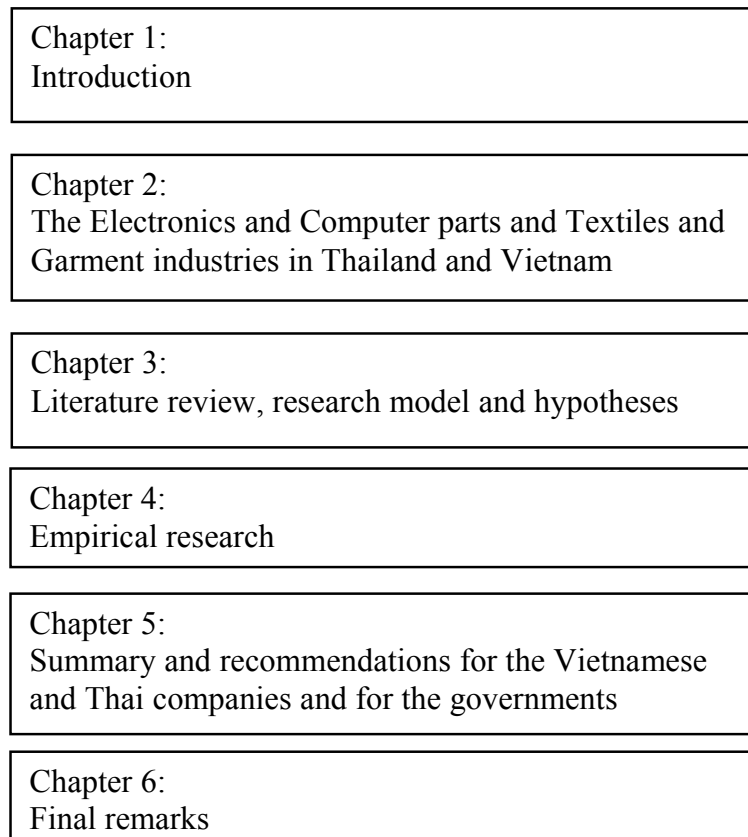 Chapter 1:
Introduction
Chapter 2:
The Electronics and Computer parts and Textiles and
Garment industries in Thailand and Vietnam
Chapter 3:
Literature review, research model and hypotheses
Chapter 4:
Empirical research
Chapter 5:
Summary and recommendations for the Vietnamese
and Thai companies and for the governments
Chapter 6:
Final remarks